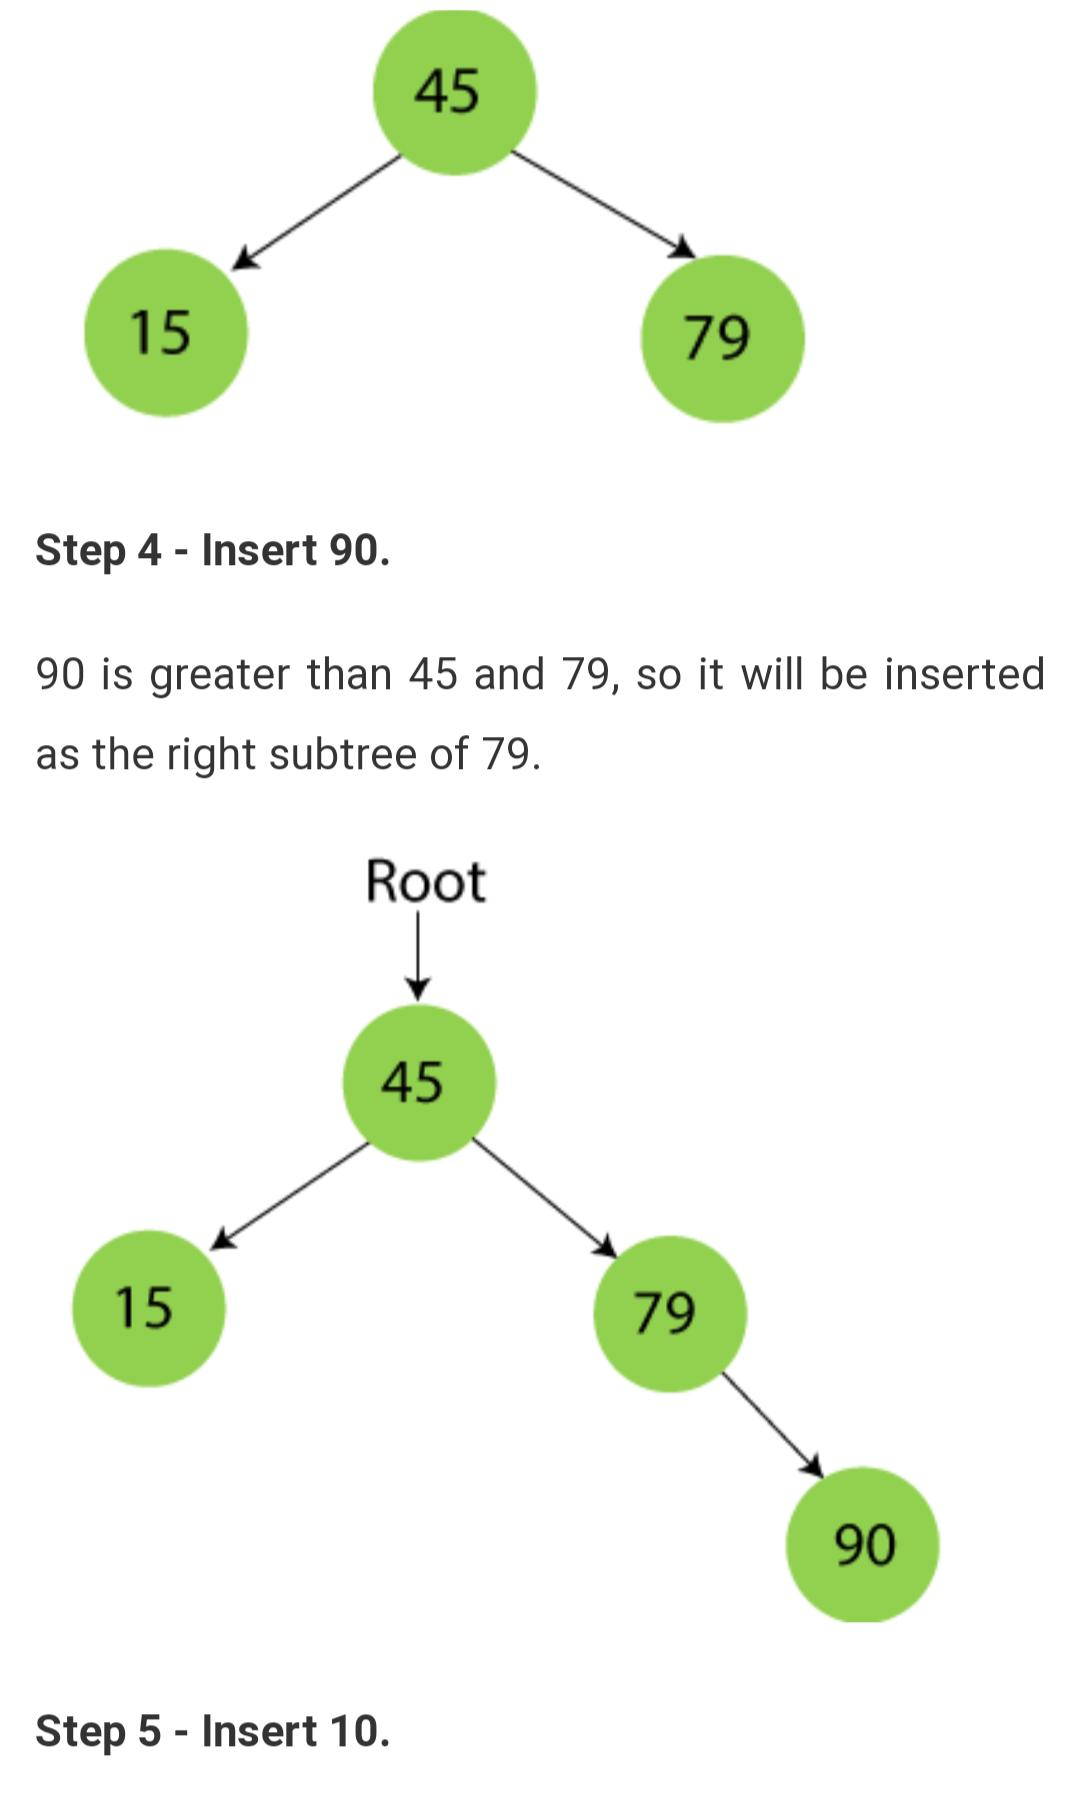 45
15
79
Step 4 - Insert 90.
90 is greater than 45 and 79, so it will be inserted
as the right subtree of 79.
Root
45
15
79
90
Step 5 - Insert 10.